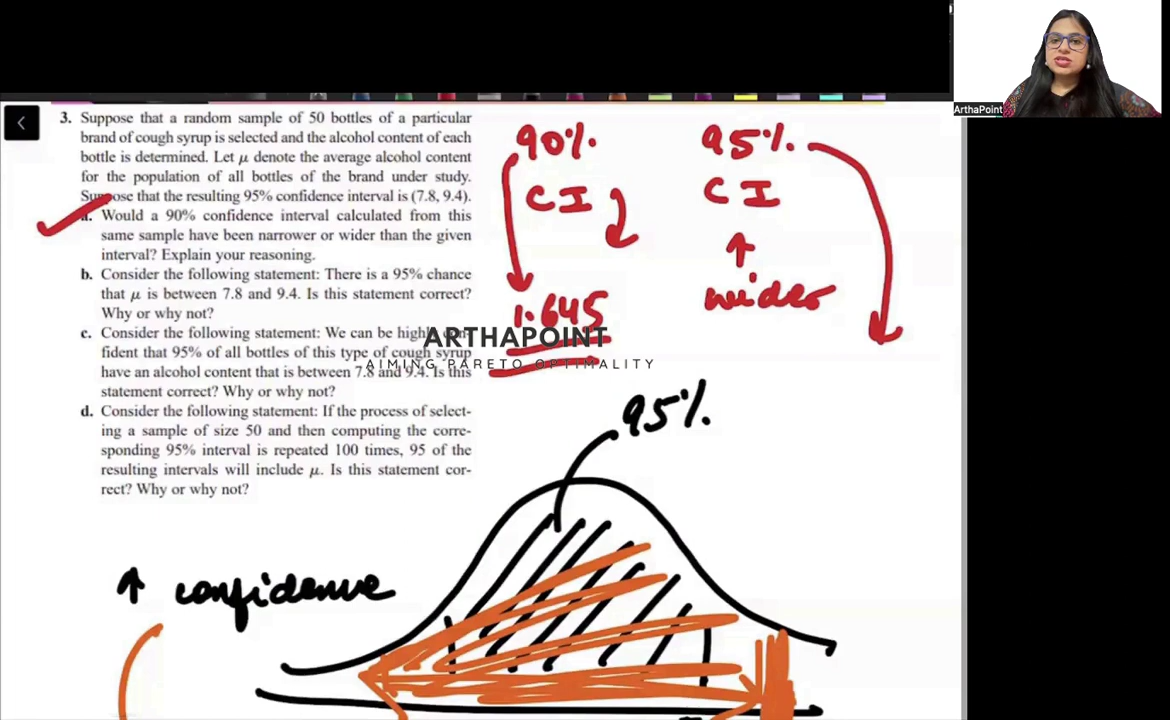 ArthaPoint
3. Suppose that a random sample of 50 bottles of a particular
brand of cough syrup is selected and the alcohol content of each
bottle is determined. Let μ denote the average alcohol content
for the population of all bottles of the brand under study.
Suppose that the resulting 95% confidence interval is (7.8, 9.4).
a. Would a 90% confidence interval calculated from this
same sample have been narrower or wider than the given
interval? Explain your reasoning.
b. Consider the following statement: There is a 95% chance
that μ is between 7.8 and 9.4. Is this statement correct?
Why or why not?
c. Consider the following statement: We can be highly con-
fident that 95% of all bottles of this type of cough syrup
have an alcohol content that is between 7.8 and 9.4. Is this
statement correct? Why or why not?
d. Consider the following statement: If the process of select-
ing a sample of size 50 and then computing the corre-
sponding 95% interval is repeated 100 times, 95 of the
resulting intervals will include μ. Is this statement cor-
rect? Why or why not?
90%
CI
1.645
95%
CI
wider
ARTHAPOINT
AIMING PARETO OPTIMALITY
95%
↑ confidence